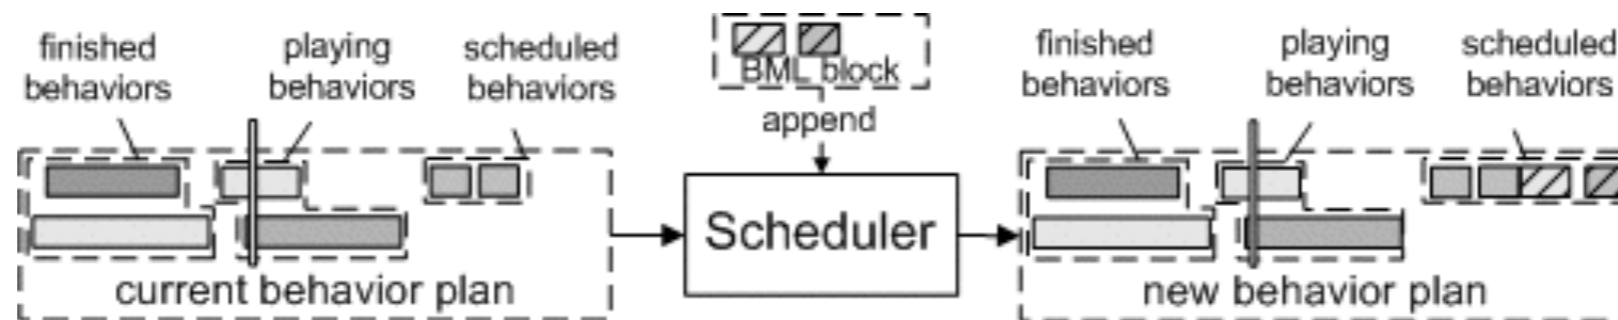 finished
behaviors
playing
behaviors
scheduled
behaviors
BML block
append
finished
behaviors
playing
behaviors
scheduled
behaviors
Scheduler
current behavior plan
new behavior plan